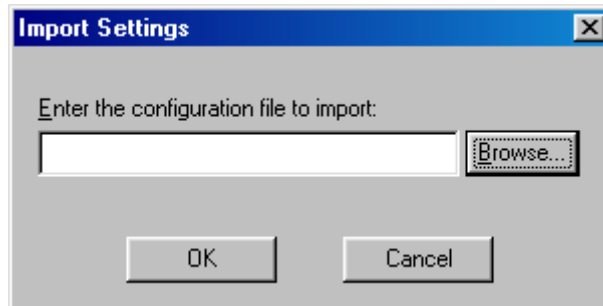 Import Settings
Enter the configuration file to import:
Browse...
OK
Cancel